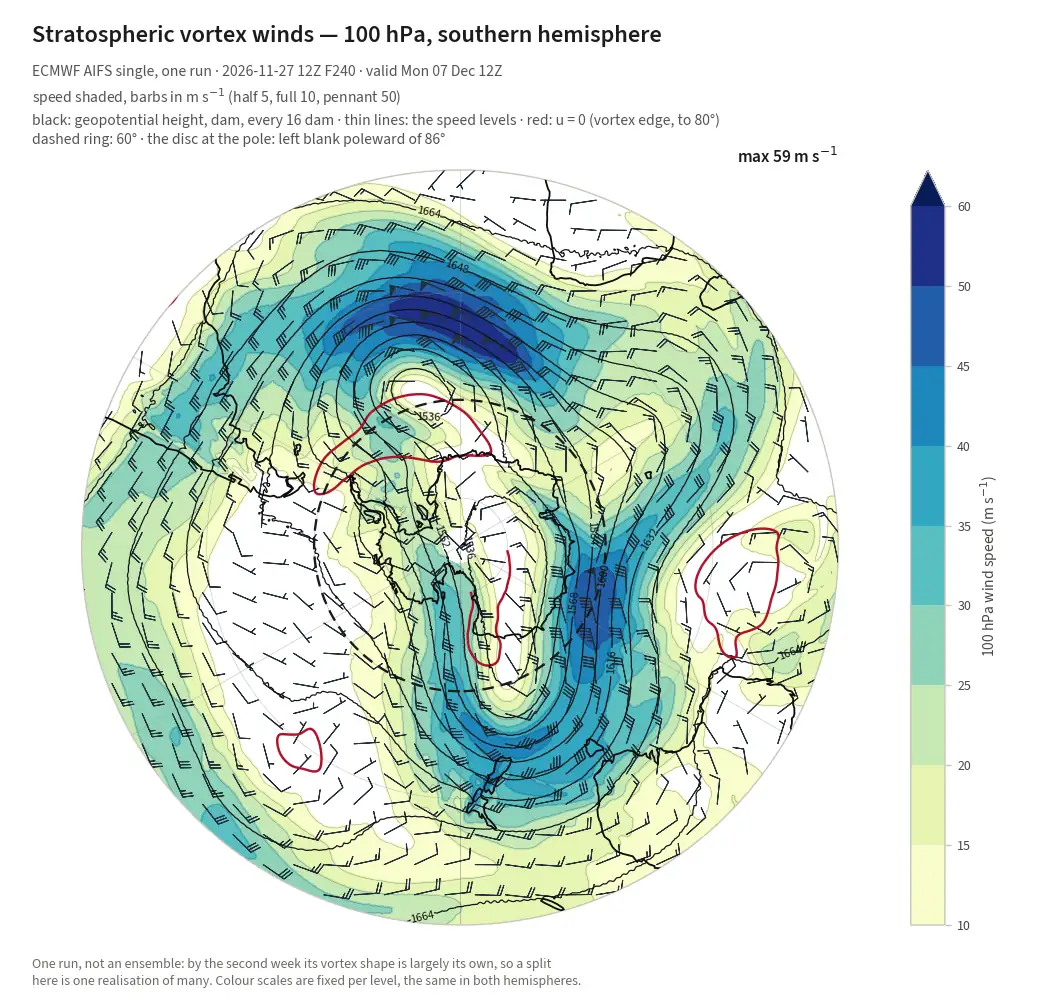 Stratospheric vortex winds — 100 hPa, southern hemisphere
ECMWF AIFS single, one run · 2026-11-27 12Z F240 · valid Mon 07 Dec 12Z
speed shaded, barbs in m s⁻¹ (half 5, full 10, pennant 50)
black: geopotential height, dam, every 16 dam · thin lines: the speed levels · red: u = 0 (vortex edge, to 80°)
dashed ring: 60° · the disc at the pole: left blank poleward of 86°
max 59 m s⁻¹
1664
1648
1536
1632
1600
1568
1616
1664
1664
60
50
45
40
35
30
25
20
15
10
100 hPa wind speed (m s⁻¹)
One run, not an ensemble: by the second week its vortex shape is largely its own, so a split
here is one realisation of many. Colour scales are fixed per level, the same in both hemispheres.